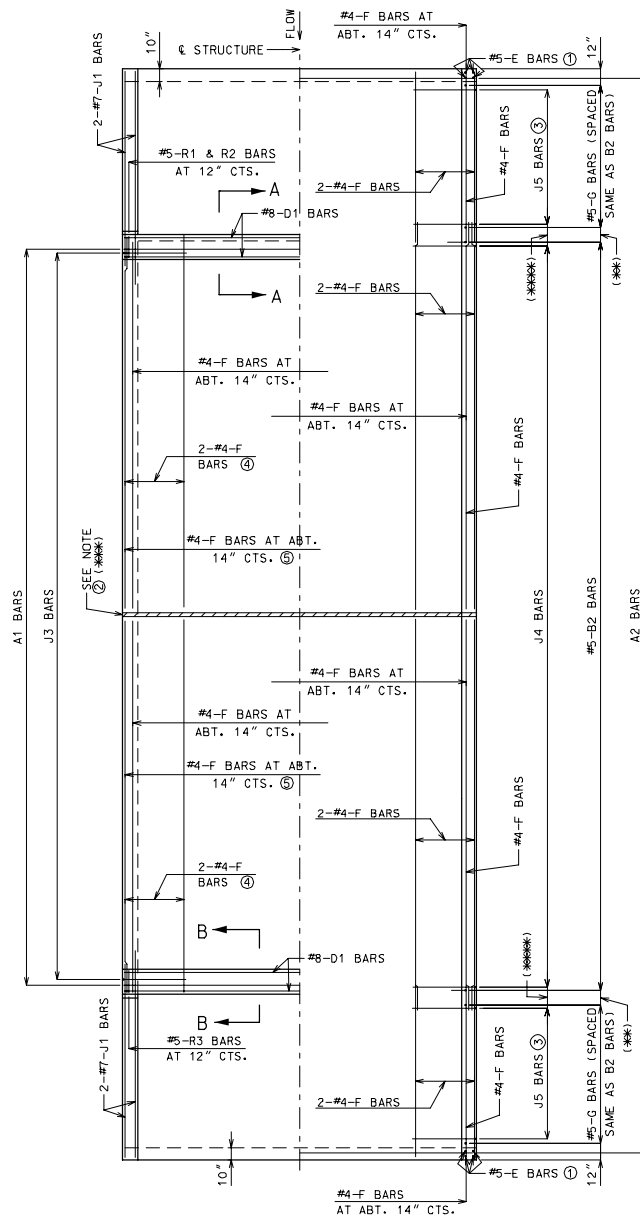 #4-F BARS AT
ABT. 14" CTS.
FLOW
℄ STRUCTURE
10"
#5-E BARS ①
12"
2-#7-J1 BARS
#5-R1 & R2 BARS
AT 12" CTS.
A
#8-D1 BARS
A
2-#4-F BARS
#4-F BARS
J5 BARS ③
#5-G BARS (SPACED
SAME AS B2 BARS)
(****)
(**)
2-#4-F BARS
#4-F BARS AT
ABT. 14" CTS.
#4-F BARS AT
ABT. 14" CTS.
2-#4-F
BARS ④
#4-F BARS
#4-F BARS AT ABT.
14" CTS. ⑤
SEE NOTE
② (***)
A1 BARS
J3 BARS
J4 BARS
#5-B2 BARS
A2 BARS
#4-F BARS AT
ABT. 14" CTS.
#4-F BARS AT
ABT. 14" CTS.
#4-F BARS AT ABT.
14" CTS. ⑤
2-#4-F BARS
#4-F BARS
2-#4-F
BARS ④
B
#8-D1 BARS
(****)
(**)
B
2-#7-J1 BARS
#5-R3 BARS
AT 12" CTS.
2-#4-F BARS
#4-F BARS
J5 BARS ③
#5-G BARS (SPACED
SAME AS B2 BARS)
10"
#5-E BARS ①
12"
#4-F BARS
AT ABT. 14" CTS.